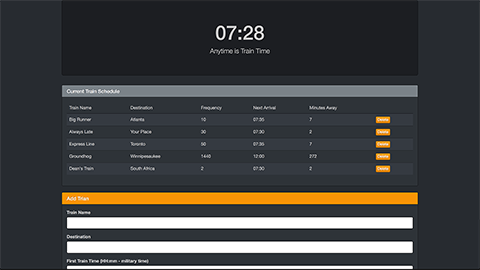 07:28
Anytime is Train Time
Current Train Schedule
Train Name Destination Frequency Next Arrival Minutes Away
Big Runner Atlanta 10 07:35 7 Delete
Always Late Your Place 30 07:30 2 Delete
Express Line Toronto 50 07:35 7 Delete
Groundhog Winnipesaukee 1440 12:00 272 Delete
Dean's Train South Africa 2 07:30 2 Delete
Add Train
Train Name
Destination
First Train Time (HH:mm - military time)